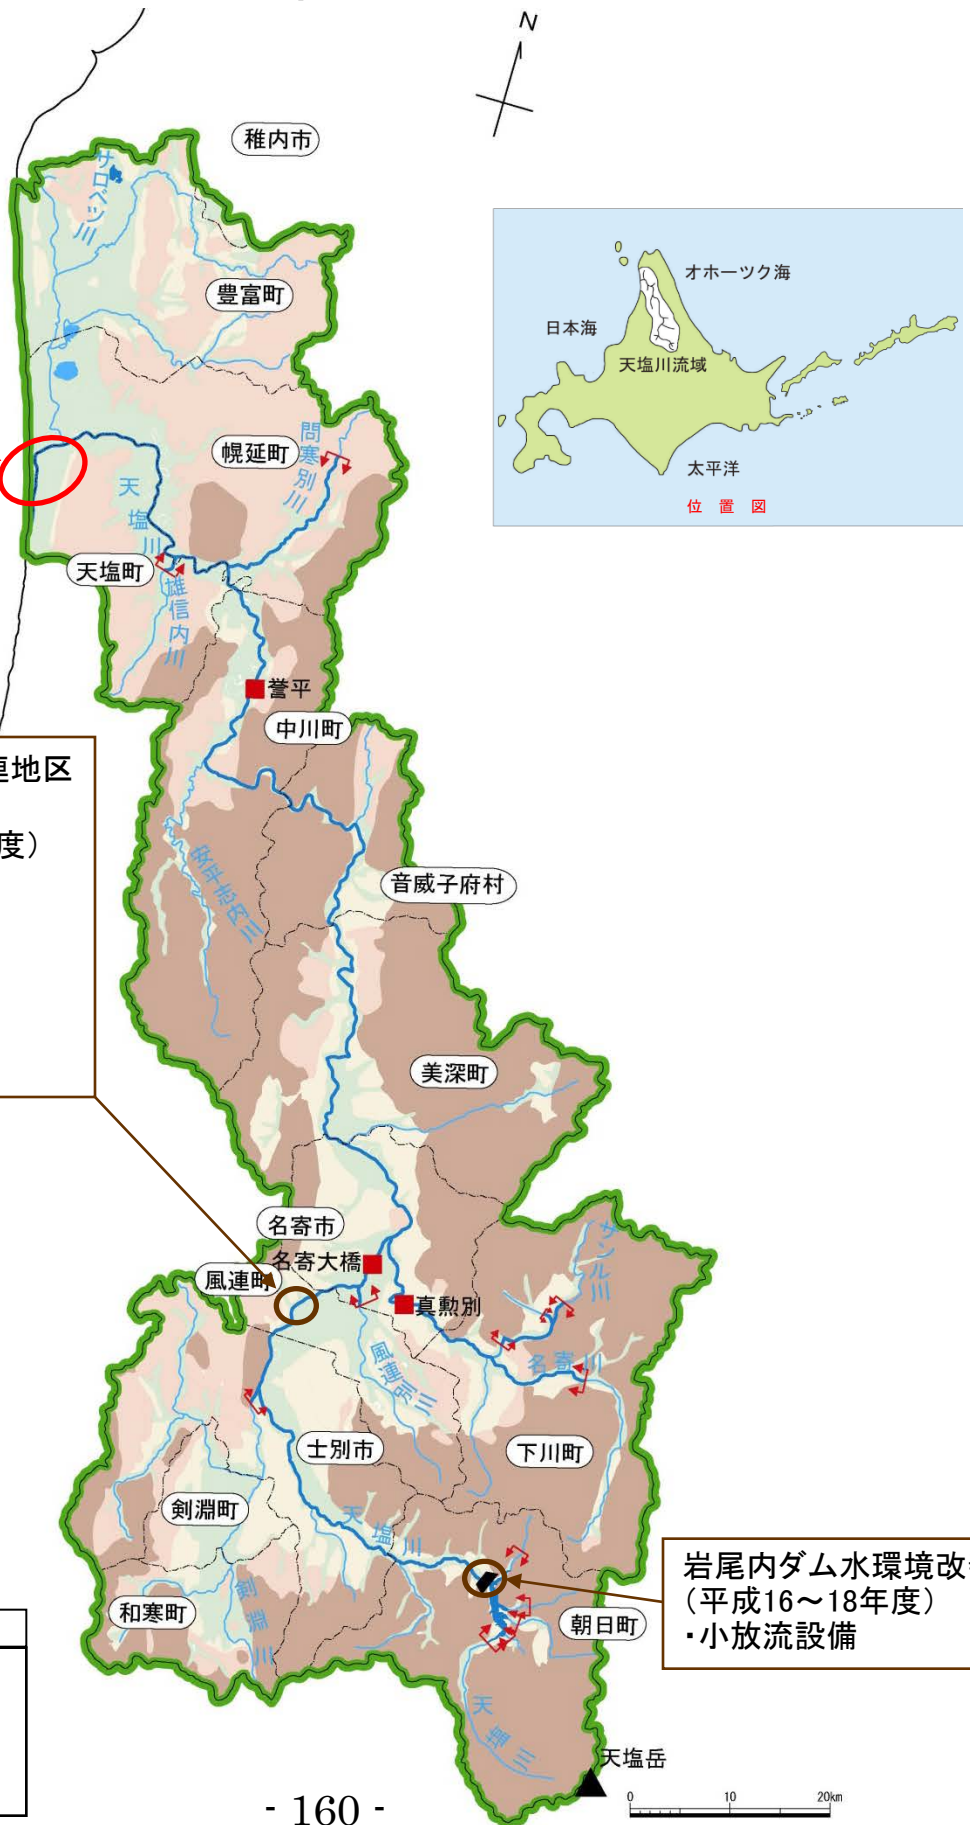 N
稚内市
サロベツ川
豊富町
オホーツク海
日本海
天塩川流域
太平洋
位 置 図
幌延町
問寒別川
天塩川
天塩町
雄信内川
誉平
中川町
連地区
度）
安平志内川
音威子府村
美深町
名寄市
名寄大橋
風連町
真勲別
サンル川
名寄川
風連別川
士別市
下川町
剣淵町
天塩川
和寒町
剣淵川
朝日町
岩尾内ダム水環境改
（平成16～18年度）
・小放流設備
天塩川
天塩岳
0 10 20km
- 160 -